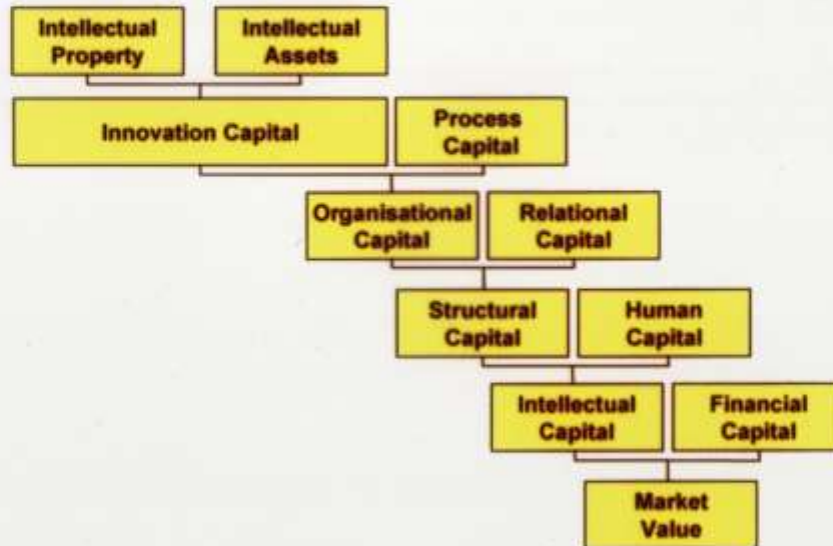 Intellectual
Property
Intellectual
Assets
Innovation Capital
Process
Capital
Organisational
Capital
Relational
Capital
Structural
Capital
Human
Capital
Intellectual
Capital
Financial
Capital
Market
Value